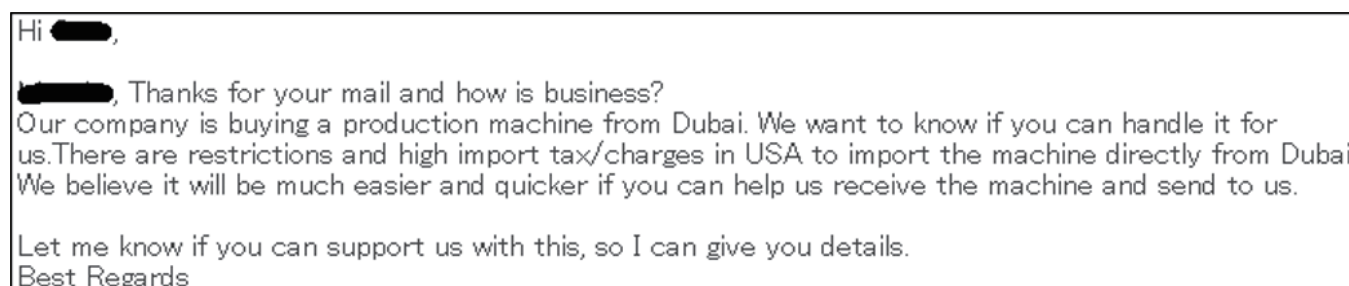 Hi ,
, Thanks for your mail and how is business?
Our company is buying a production machine from Dubai. We want to know if you can handle it for
us.There are restrictions and high import tax/charges in USA to import the machine directly from Dubai
We believe it will be much easier and quicker if you can help us receive the machine and send to us.
Let me know if you can support us with this, so I can give you details.
Best Regards